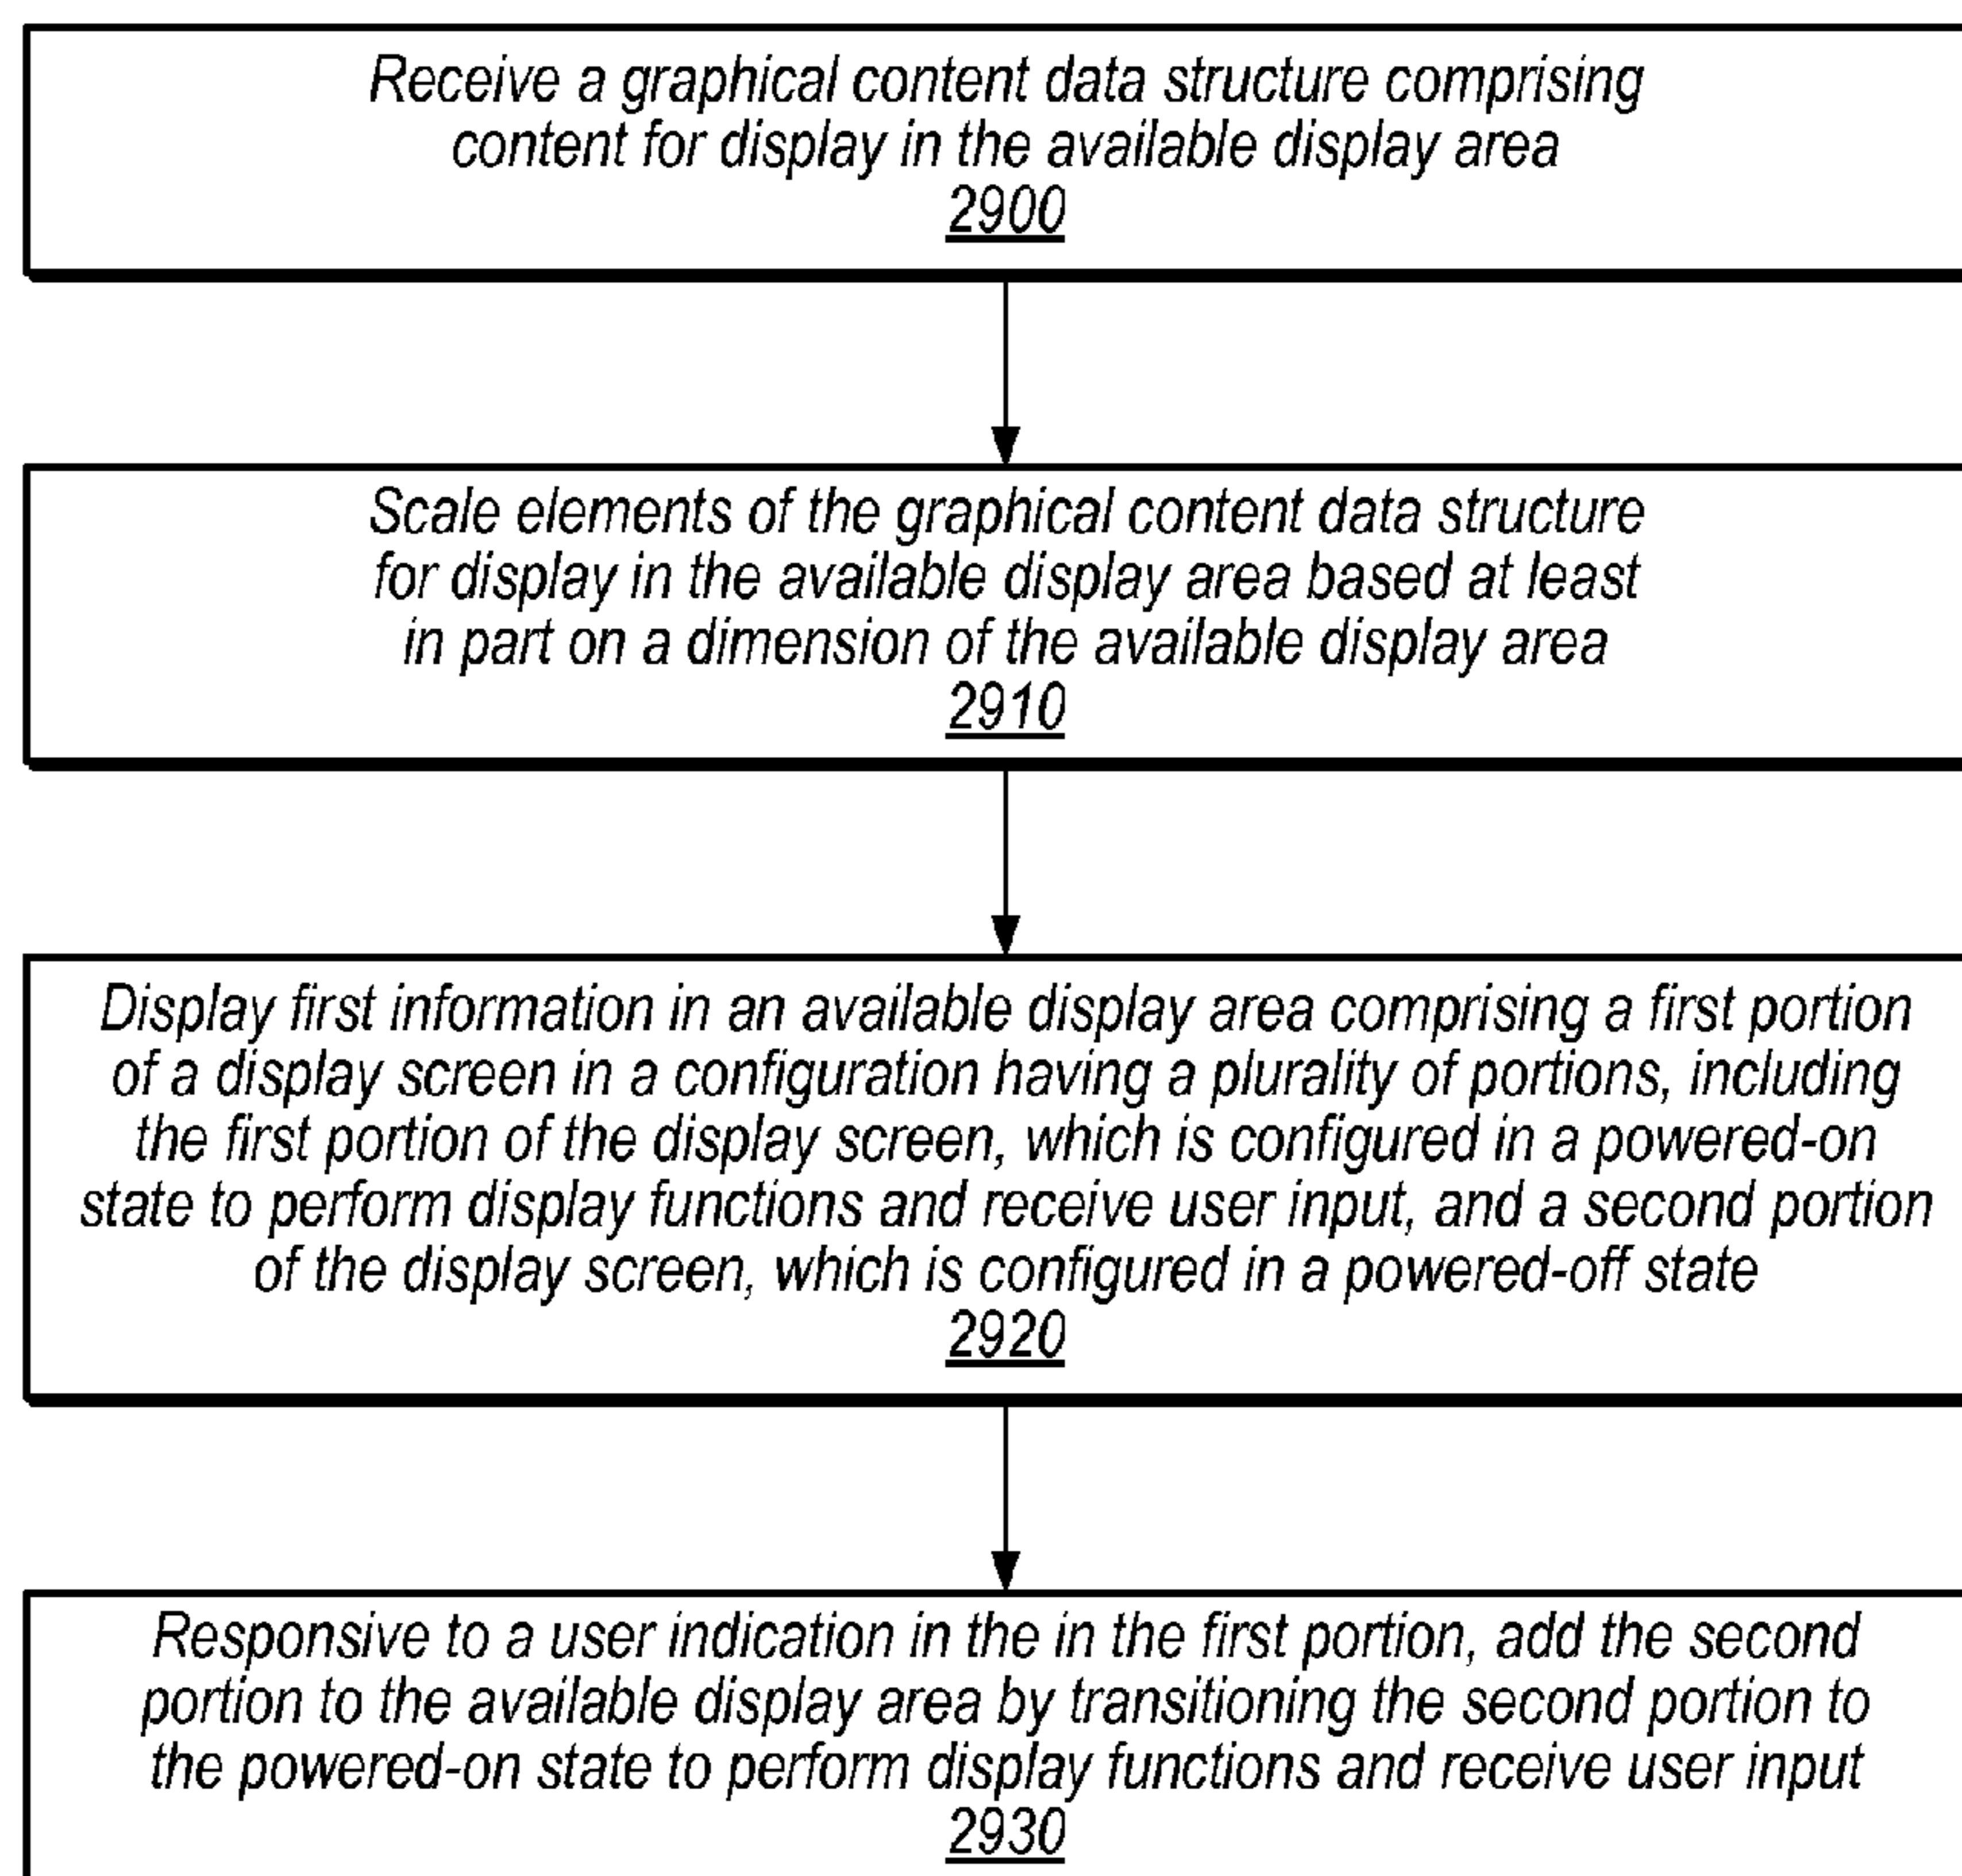 Receive a graphical content data structure comprising
content for display in the available display area
2900
Scale elements of the graphical content data structure
for display in the available display area based at least
in part on a dimension of the available display area
2910
Display first information in an available display area comprising a first portion
of a display screen in a configuration having a plurality of portions, including
the first portion of the display screen, which is configured in a powered-on
state to perform display functions and receive user input, and a second portion
of the display screen, which is configured in a powered-off state
2920
Responsive to a user indication in the in the first portion, add the second
portion to the available display area by transitioning the second portion to
the powered-on state to perform display functions and receive user input
2930